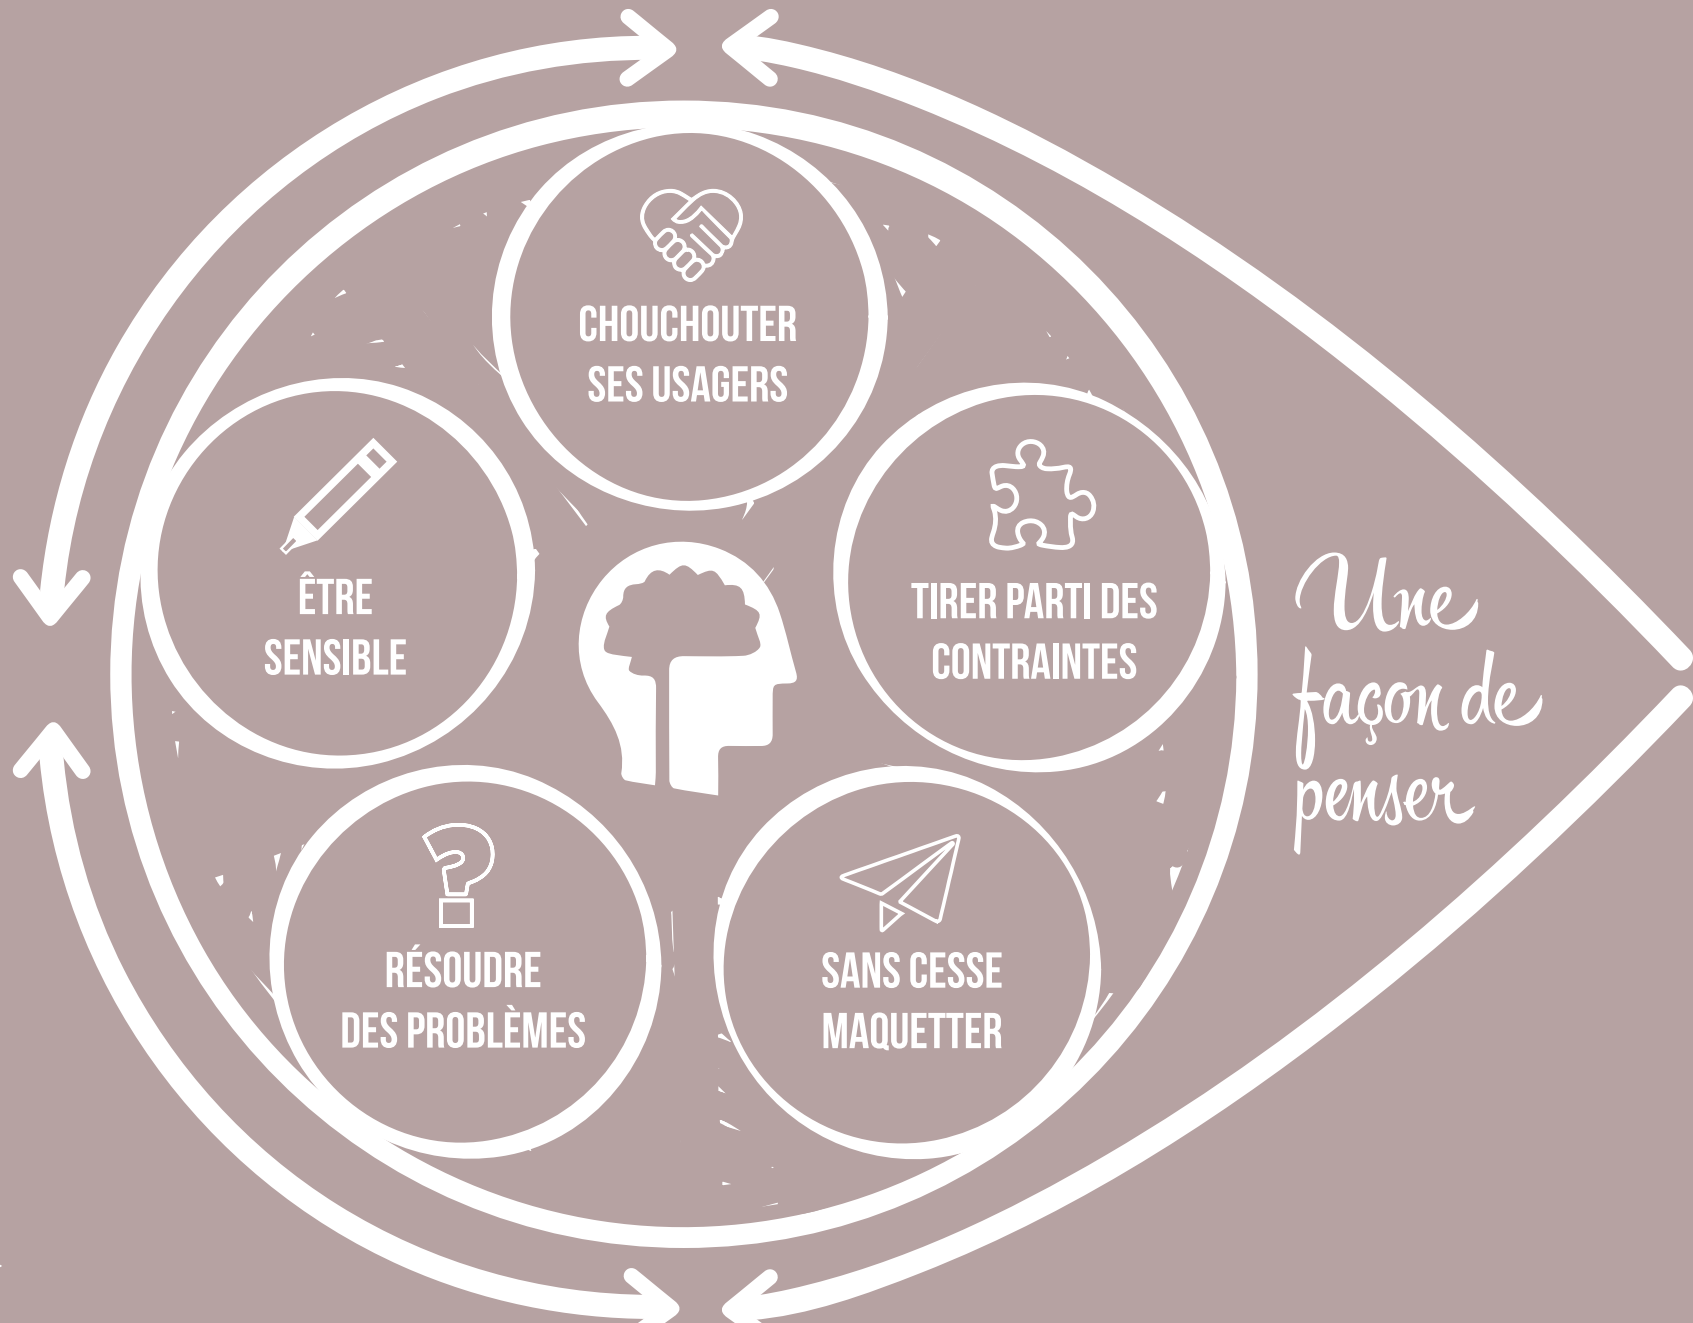 CHOUCHOUTER
SES USAGERS
ÊTRE
SENSIBLE
TIRER PARTI DES
CONTRAINTES
Une
façon de
penser
RÉSOUDRE
DES PROBLÈMES
SANS CESSE
MAQUETTER